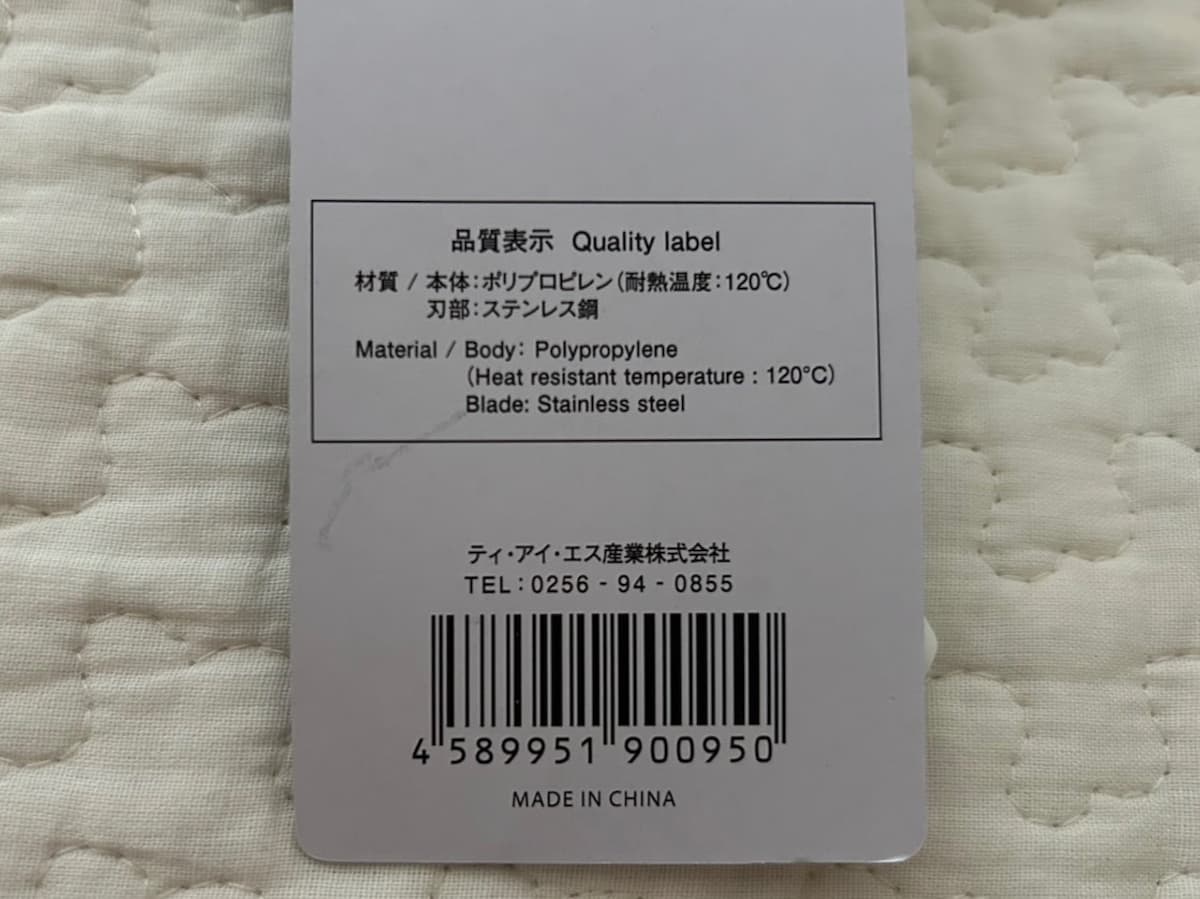 品質表示 Quality label
材質 / 本体:ポリプロピレン(耐熱温度:120℃)
刃部:ステンレス鋼
Material / Body: Polypropylene
(Heat resistant temperature : 120°C)
Blade: Stainless steel
ティ・アイ・エス産業株式会社
TEL:0256 - 94 - 0855
4 589951 900950
MADE IN CHINA